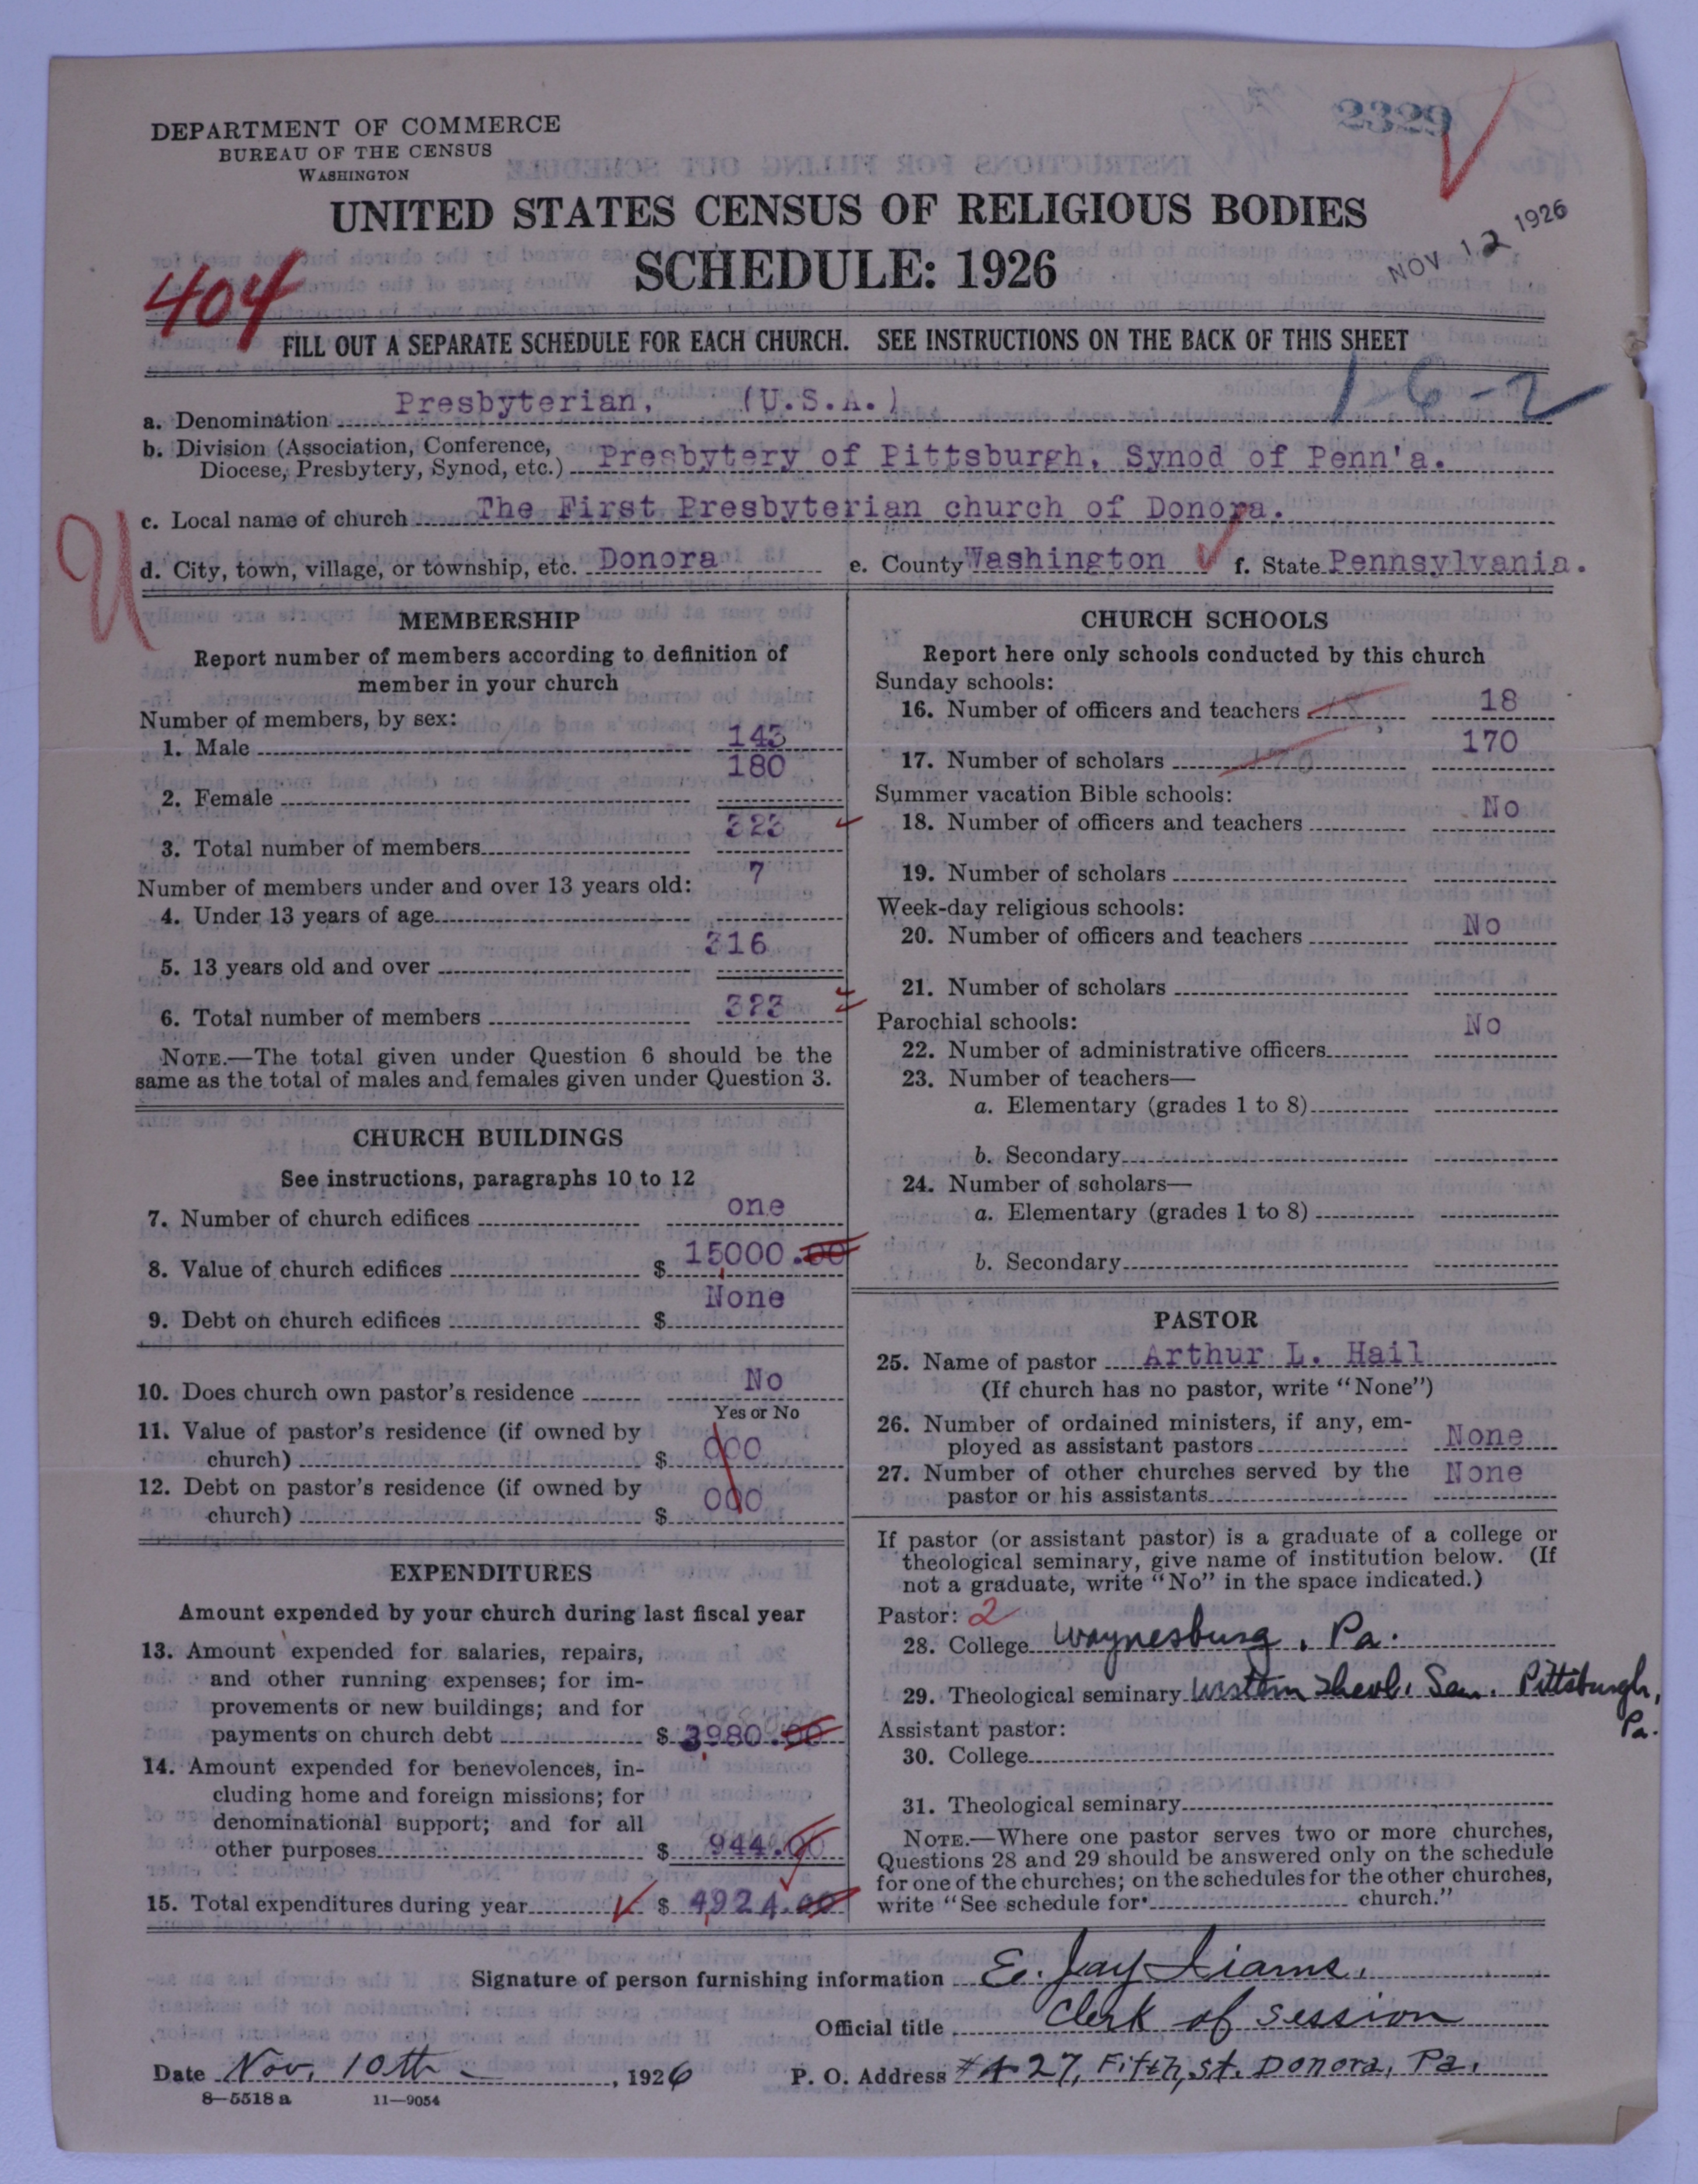 2329
DEPARTMENT OF COMMERCE
BUREAU OF THE CENSUS
WASHINGTON
UNITED STATES CENSUS OF RELIGIOUS BODIES
SCHEDULE: 1926
NOV 12 1926
404
FILL OUT A SEPARATE SCHEDULE FOR EACH CHURCH. SEE INSTRUCTIONS ON THE BACK OF THIS SHEET
1-6-2
a. Denomination Presbyterian, (U.S.A.)
b. Division (Association, Conference,
Diocese, Presbytery, Synod, etc.) Presbytery of Pittsburgh, Synod of Penn'a.
c. Local name of church The First Presbyterian church of Donora.
d. City, town, village, or township, etc. Donora e. County Washington f. State Pennsylvania.
U
MEMBERSHIP
Report number of members according to definition of
member in your church
Number of members, by sex:
1. Male 143
2. Female 180
3. Total number of members 323
Number of members under and over 13 years old:
4. Under 13 years of age 7
5. 13 years old and over 316
6. Total number of members 323
NOTE.—The total given under Question 6 should be the
same as the total of males and females given under Question 3.
CHURCH BUILDINGS
See instructions, paragraphs 10 to 12
7. Number of church edifices one
8. Value of church edifices $ 15000.00
9. Debt on church edifices $ None
10. Does church own pastor's residence No
Yes or No
11. Value of pastor's residence (if owned by
church) $ 000
12. Debt on pastor's residence (if owned by
church) $ 000
EXPENDITURES
Amount expended by your church during last fiscal year
13. Amount expended for salaries, repairs,
and other running expenses; for im-
provements or new buildings; and for
payments on church debt $ 3980.00
14. Amount expended for benevolences, in-
cluding home and foreign missions; for
denominational support; and for all
other purposes $ 944.00
15. Total expenditures during year $ 4924.00
CHURCH SCHOOLS
Report here only schools conducted by this church
Sunday schools:
16. Number of officers and teachers 18 18
17. Number of scholars 170 170
Summer vacation Bible schools:
18. Number of officers and teachers No
19. Number of scholars
Week-day religious schools:
20. Number of officers and teachers No
21. Number of scholars
Parochial schools: No
22. Number of administrative officers
23. Number of teachers—
a. Elementary (grades 1 to 8)
b. Secondary
24. Number of scholars—
a. Elementary (grades 1 to 8)
b. Secondary
PASTOR
25. Name of pastor Arthur L. Hail
(If church has no pastor, write "None")
26. Number of ordained ministers, if any, em-
ployed as assistant pastors None
27. Number of other churches served by the
pastor or his assistants None
If pastor (or assistant pastor) is a graduate of a college or
theological seminary, give name of institution below. (If
not a graduate, write "No" in the space indicated.)
Pastor: 2
28. College Waynesburg, Pa.
29. Theological seminary Western Theol. Sem. Pittsburgh,
Pa.
Assistant pastor:
30. College
31. Theological seminary
NOTE.—Where one pastor serves two or more churches,
Questions 28 and 29 should be answered only on the schedule
for one of the churches; on the schedules for the other churches,
write "See schedule for church."
Signature of person furnishing information E. Jay Iiams.
Official title Clerk of Session
Date Nov. 10th, 1926 P. O. Address #427, Fifth, St. Donora, Pa.
8—5518 a 11—9054